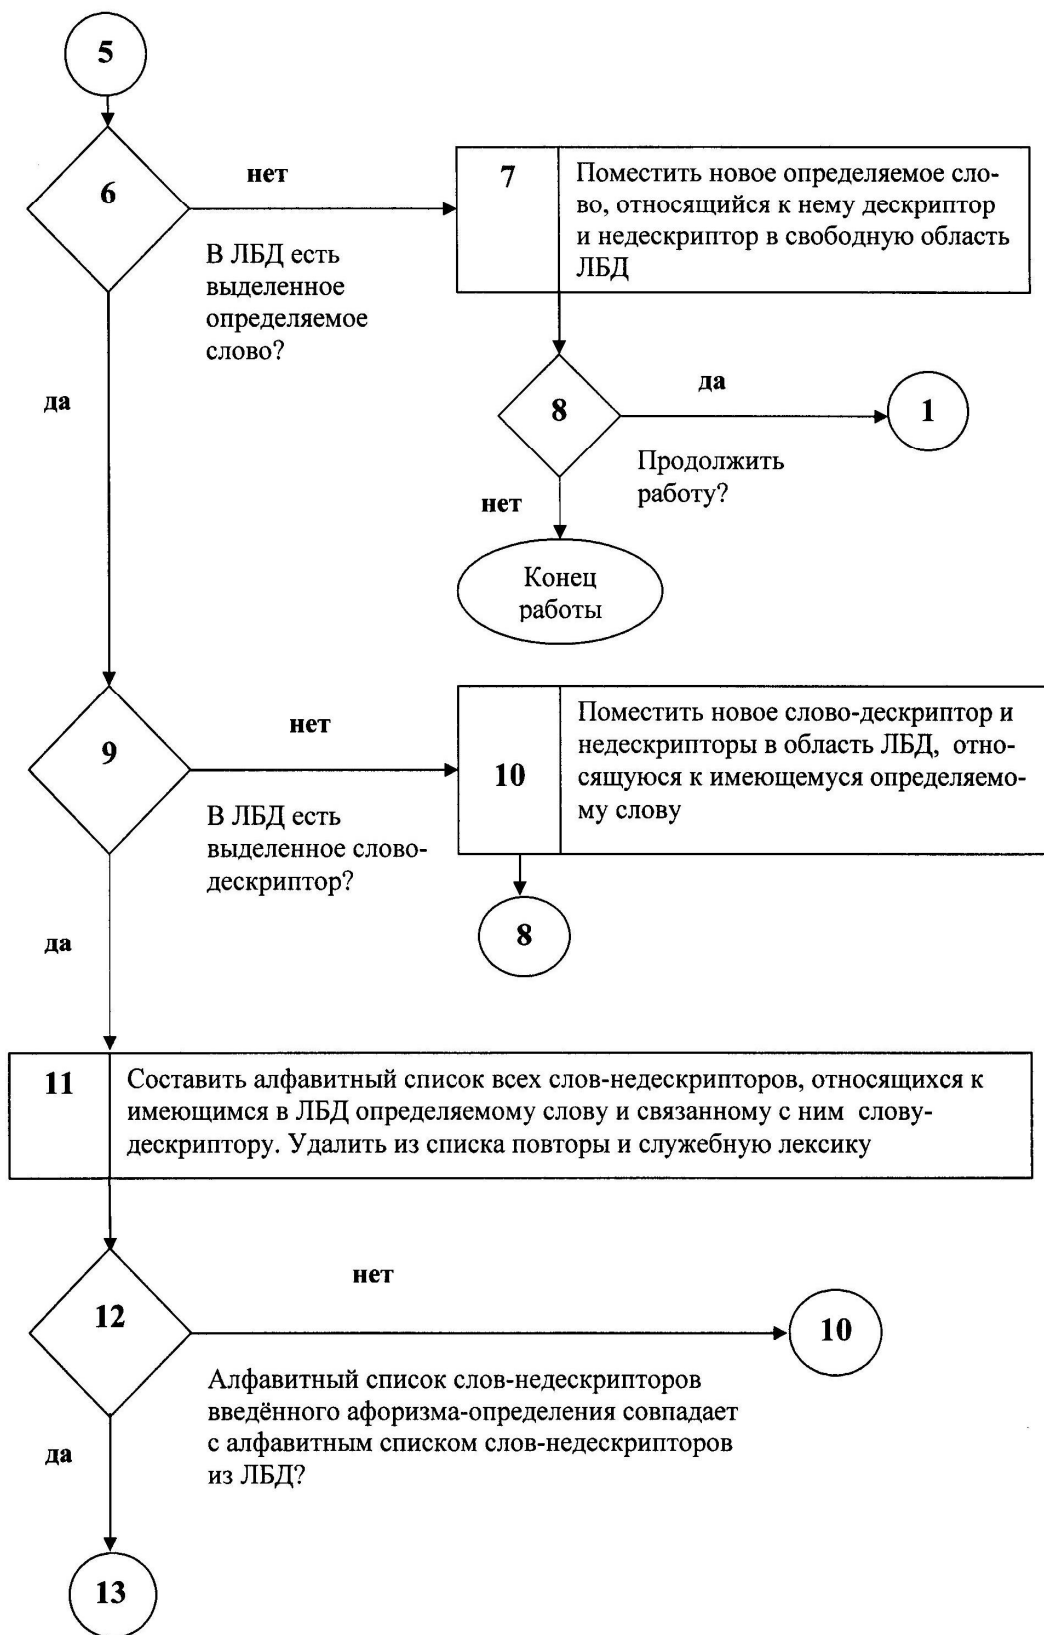 5
6
нет
В ЛБД есть
выделенное
определяемое
слово?
да
7
Поместить новое определяемое сло-
во, относящийся к нему дескриптор
и недескриптор в свободную область
ЛБД
8
да
1
Продолжить
работу?
нет
Конец
работы
9
нет
В ЛБД есть
выделенное слово-
дескриптор?
да
10
Поместить новое слово-дескриптор и
недескрипторы в область ЛБД, отно-
сящуюся к имеющемуся определяемо-
му слову
8
11
Составить алфавитный список всех слов-недескрипторов, относящихся к
имеющимся в ЛБД определяемому слову и связанному с ним слову-
дескриптору. Удалить из списка повторы и служебную лексику
12
нет
10
Алфавитный список слов-недескрипторов
введённого афоризма-определения совпадает
с алфавитным списком слов-недескрипторов
из ЛБД?
да
13